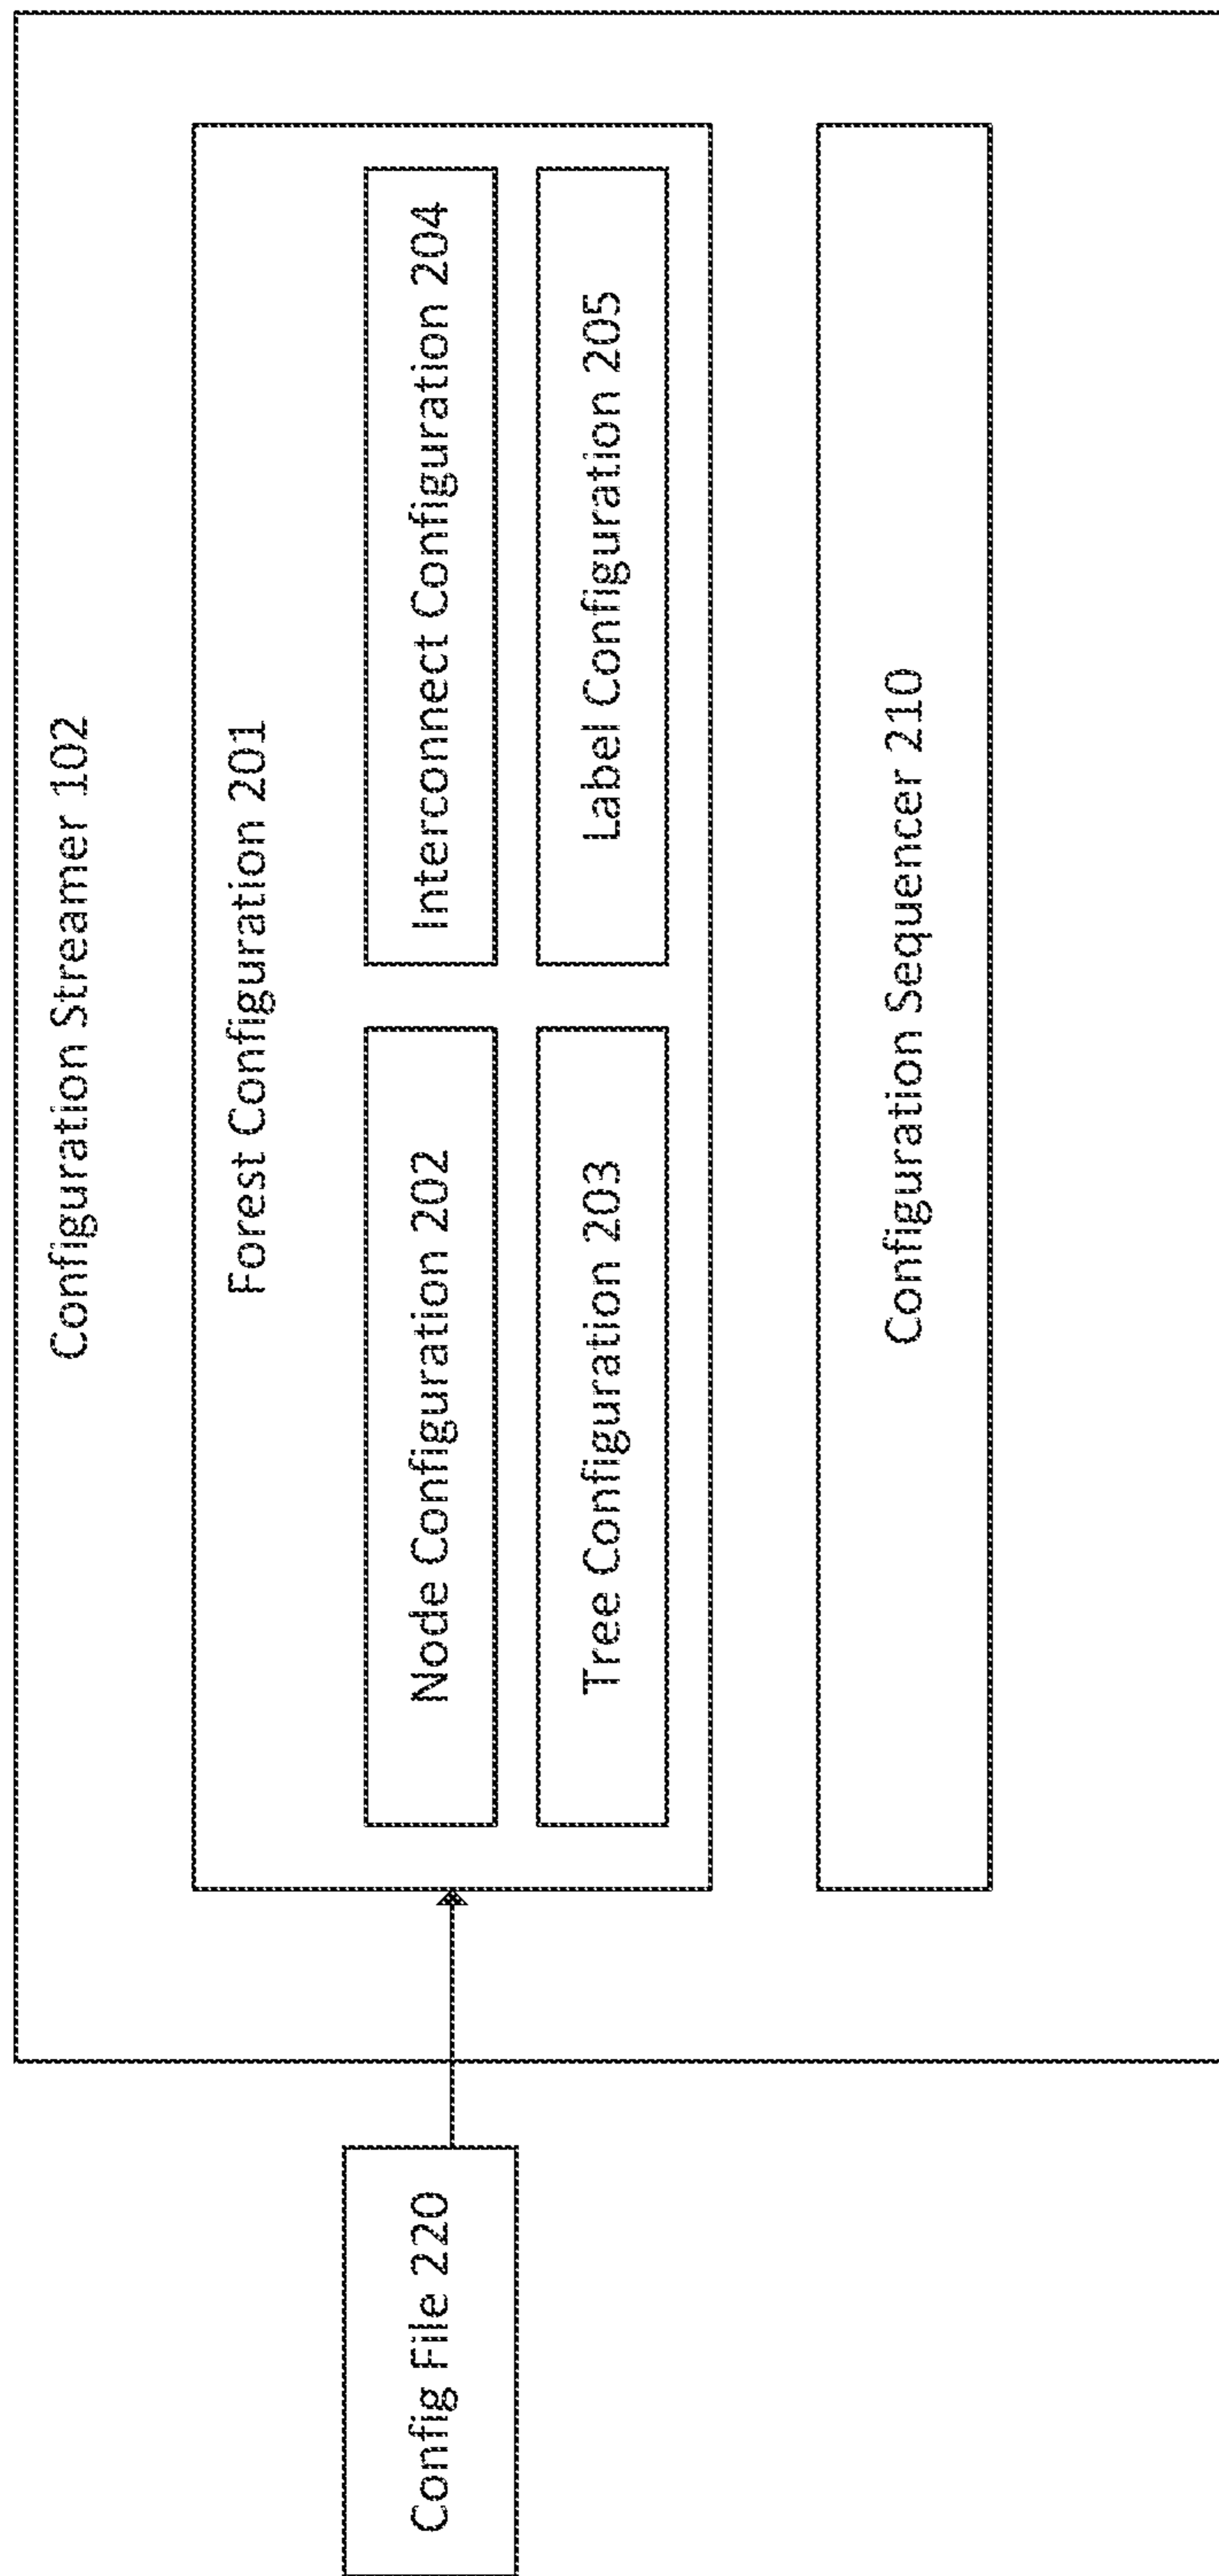 Configuration Streamer 102
Forest Configuration 201
Config File 220
Node Configuration 202
Interconnect Configuration 204
Tree Configuration 203
Label Configuration 205
Configuration Sequencer 210